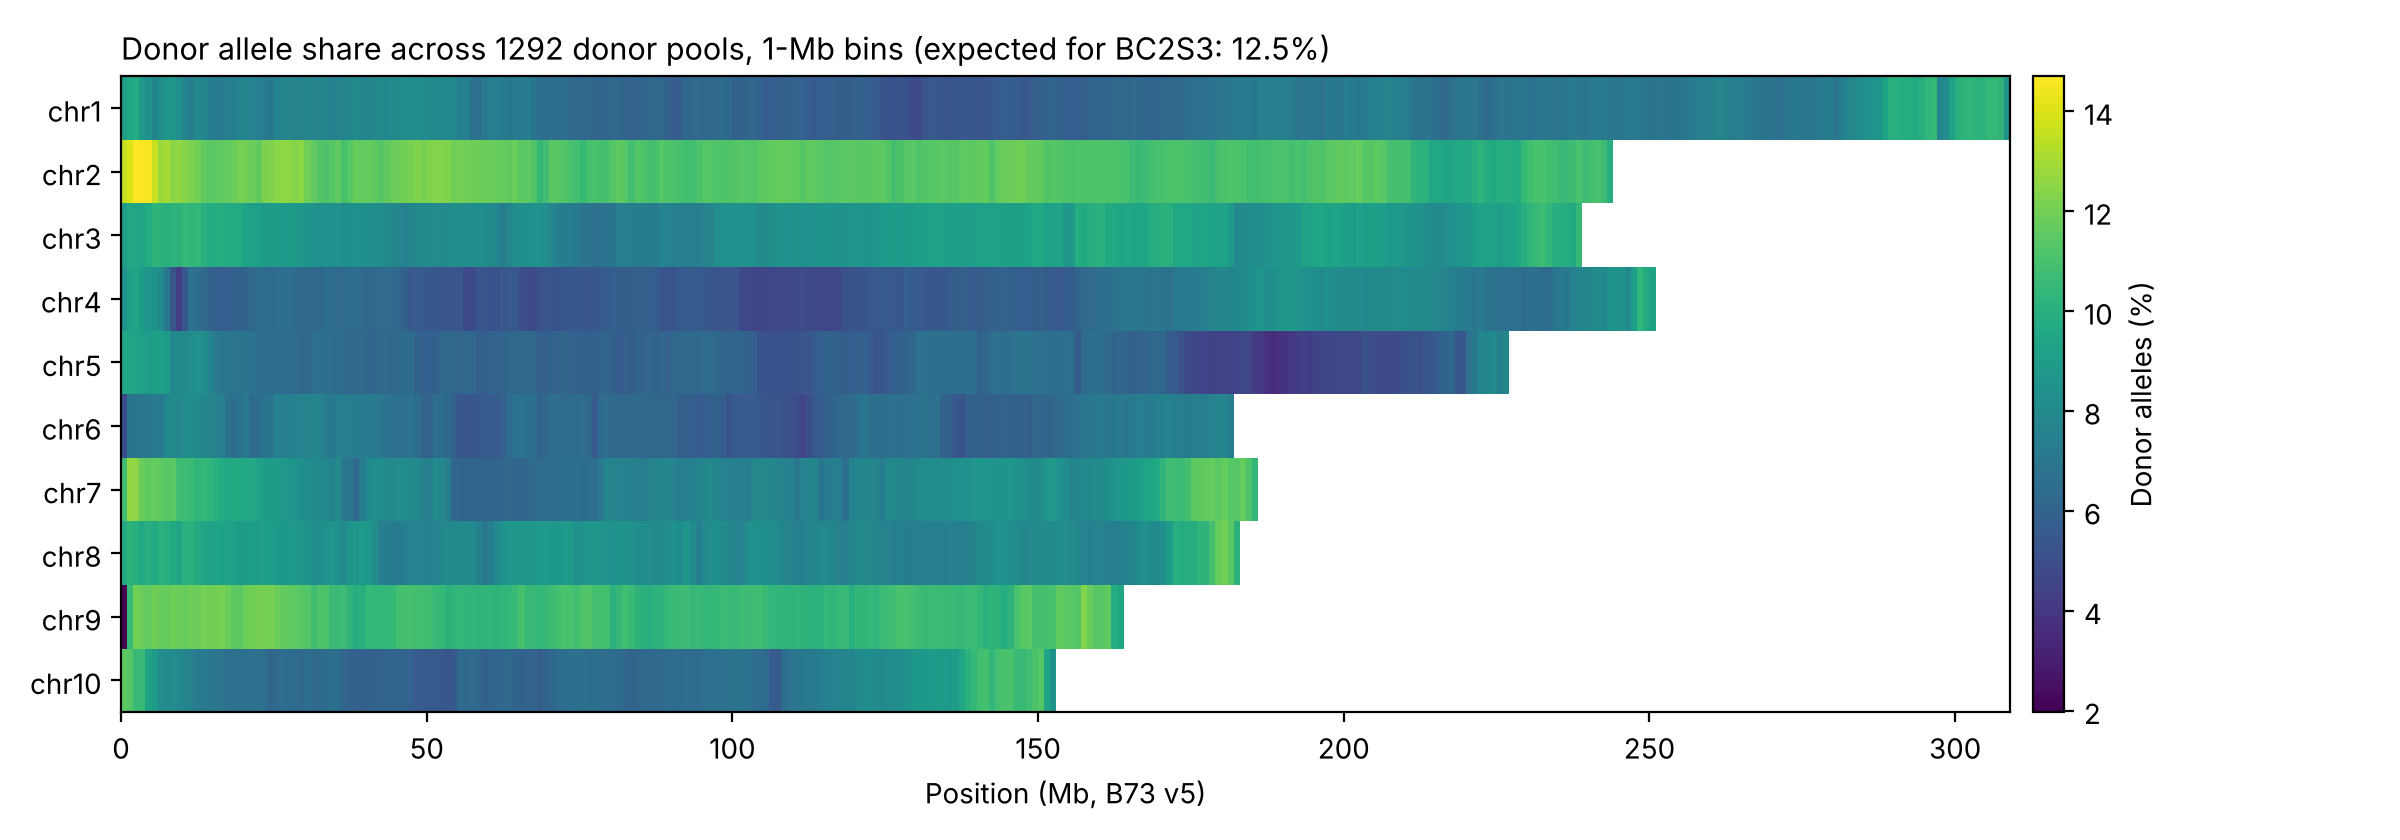 Donor allele share across 1292 donor pools, 1-Mb bins (expected for BC2S3: 12.5%)
chr1
chr2
chr3
chr4
chr5
chr6
chr7
chr8
chr9
chr10
0 50 100 150 200 250 300
Position (Mb, B73 v5)
14
12
10
8
6
4
2
Donor alleles (%)